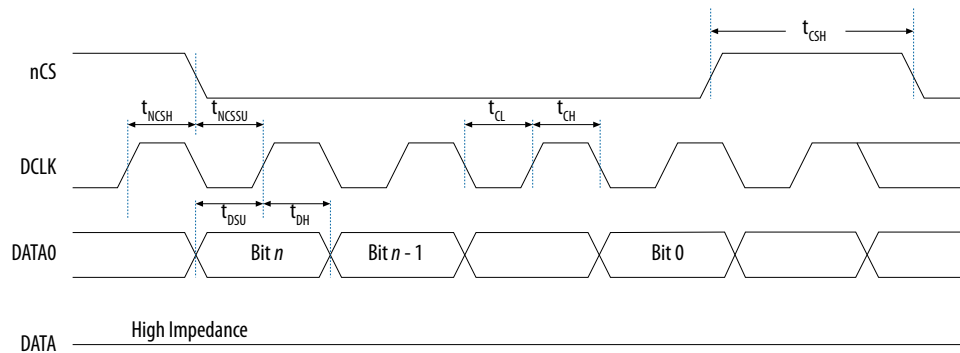 tCSH
nCS
tNCSH tNCSSU tCL tCH
DCLK
tDSU tDH
DATA0 Bit n Bit n - 1 Bit 0
High Impedance
DATA